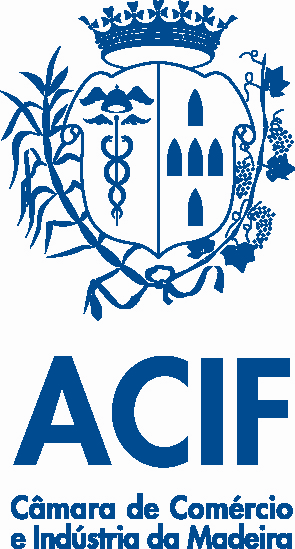 ACIF
Câmara de Comércio
e Indústria da Madeira